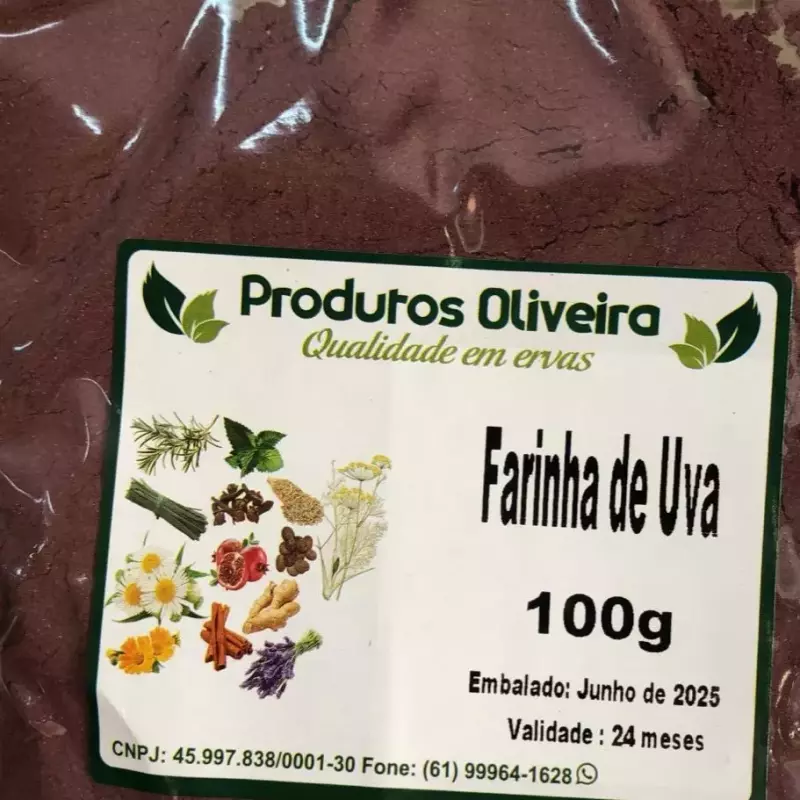 Produtos Oliveira
Qualidade em ervas
Farinha de Uva
100g
Embalado: Junho de 2025
Validade : 24 meses
CNPJ: 45.997.838/0001-30 Fone: (61) 99964-1628